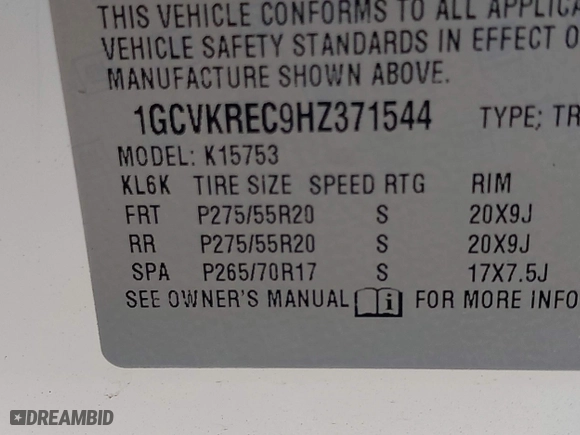 THIS VEHICLE CONFORMS TO ALL
VEHICLE SAFETY STANDARDS IN EFFECT
MANUFACTURE SHOWN ABOVE.
1GCVKREC9HZ371544 TYPE; TR
MODEL: K15753
KL6K TIRE SIZE SPEED RTG RIM
FRT P275/55R20 S 20X9J
RR P275/55R20 S 20X9J
SPA P265/70R17 S 17X7.5J
SEE OWNER'S MANUAL i FOR MORE INFO
DREAMBID